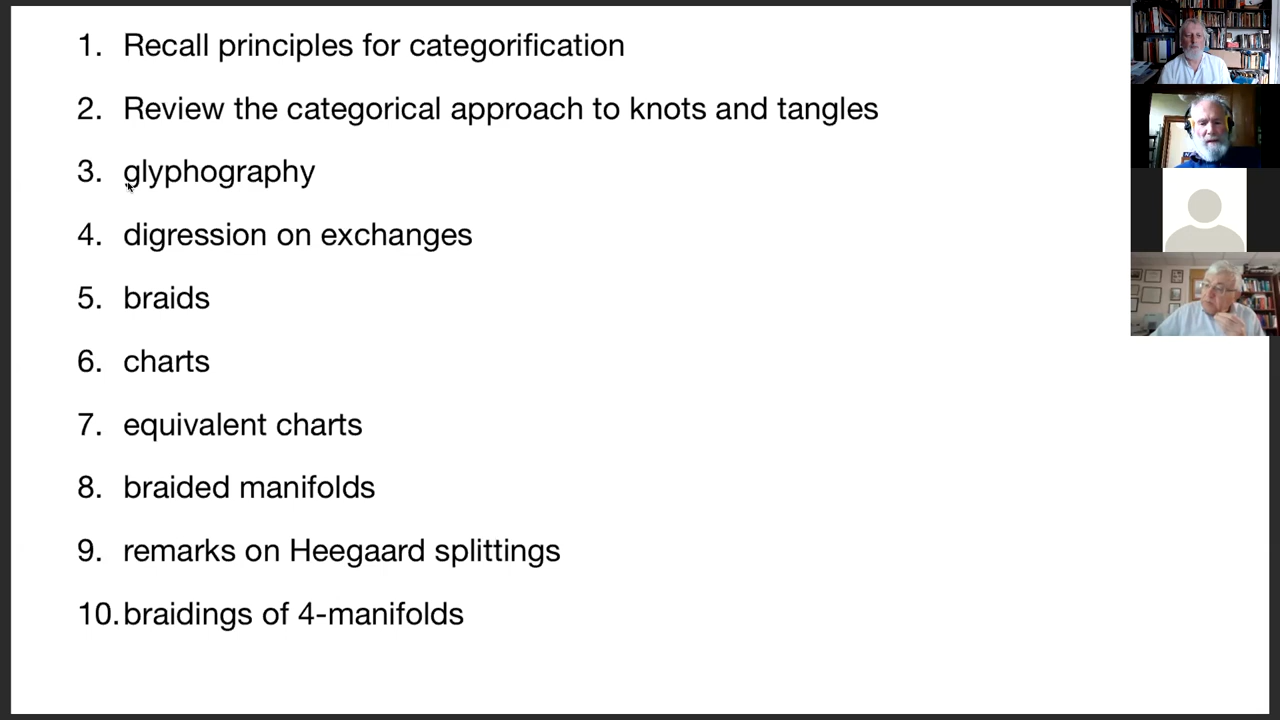 1. Recall principles for categorification
2. Review the categorical approach to knots and tangles
3. glyphography
4. digression on exchanges
5. braids
6. charts
7. equivalent charts
8. braided manifolds
9. remarks on Heegaard splittings
10. braidings of 4-manifolds